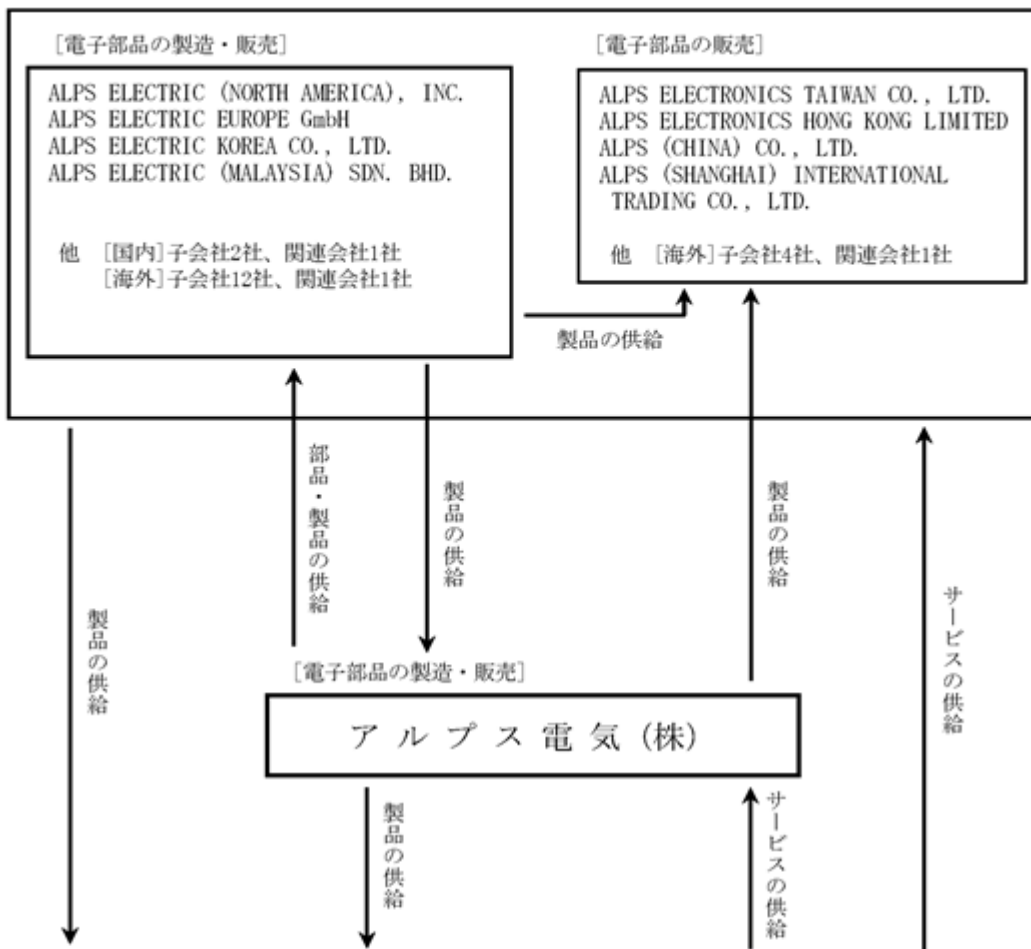 [電子部品の製造・販売]
ALPS ELECTRIC (NORTH AMERICA), INC.
ALPS ELECTRIC EUROPE GmbH
ALPS ELECTRIC KOREA CO., LTD.
ALPS ELECTRIC (MALAYSIA) SDN. BHD.
他 [国内]子会社2社、関連会社1社
[海外]子会社12社、関連会社1社
[電子部品の販売]
ALPS ELECTRONICS TAIWAN CO., LTD.
ALPS ELECTRONICS HONG KONG LIMITED
ALPS (CHINA) CO., LTD.
ALPS (SHANGHAI) INTERNATIONAL
TRADING CO., LTD.
他 [海外]子会社4社、関連会社1社
製品の供給
製品の供給
部品・製品の供給
製品の供給
製品の供給
サービスの供給
[電子部品の製造・販売]
アルプス電気(株)
製品の供給
サービスの供給